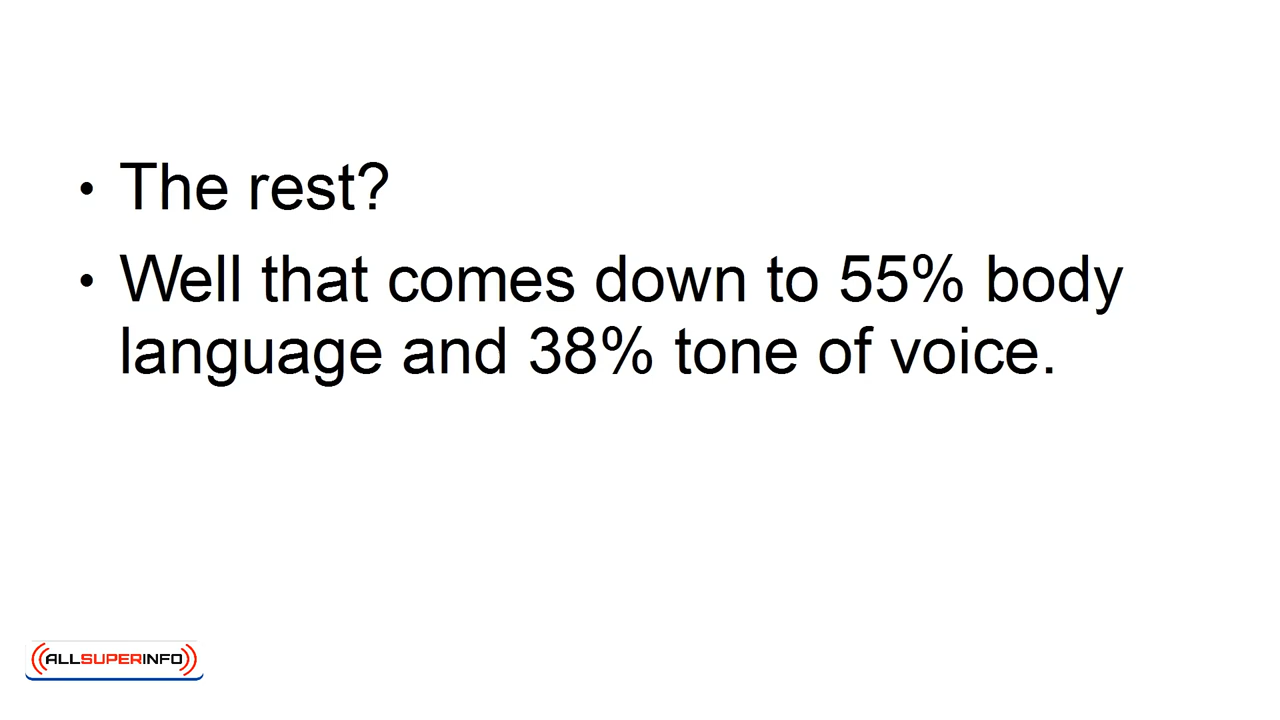 • The rest?
• Well that comes down to 55% body
language and 38% tone of voice.
ALLSUPERINFO